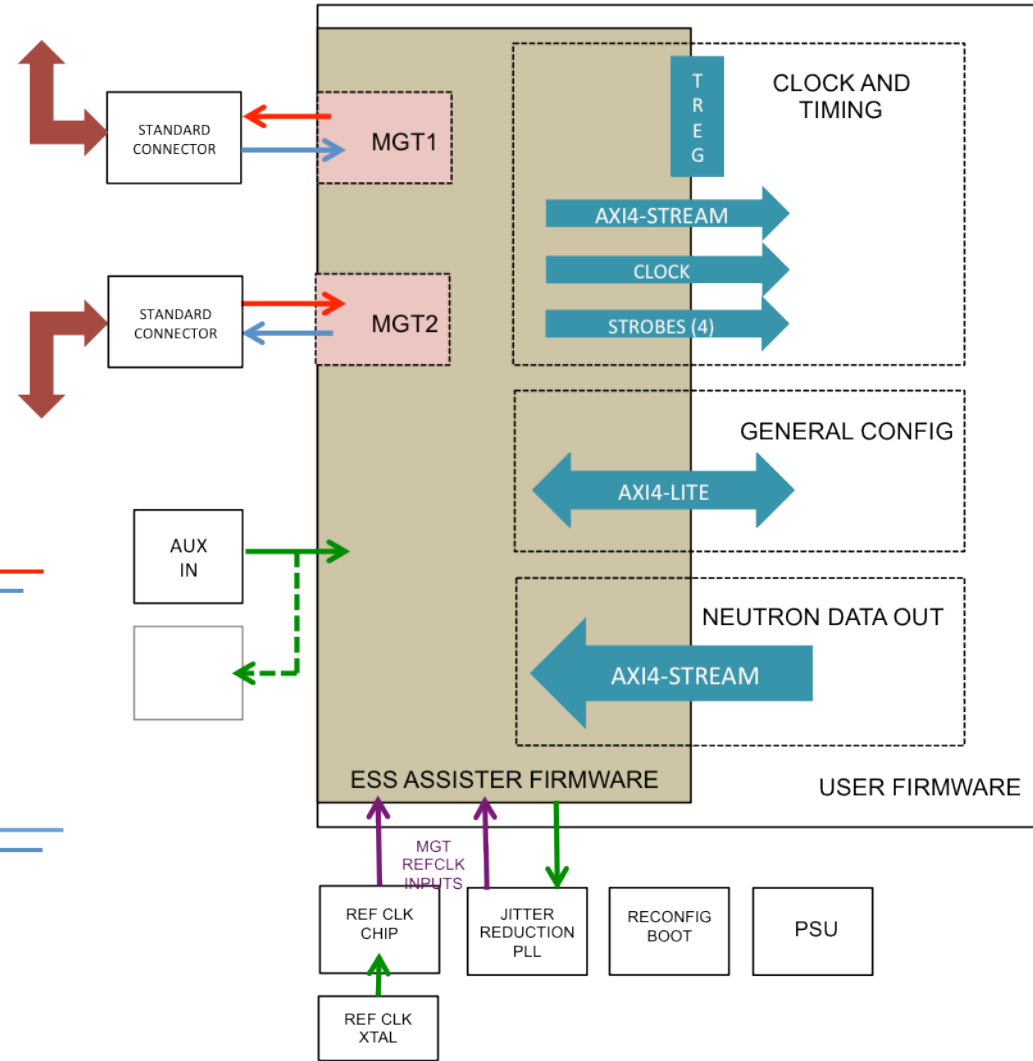 T
R
E
G
CLOCK AND
TIMING
STANDARD
CONNECTOR
MGT1
AXI4-STREAM
CLOCK
STROBES (4)
STANDARD
CONNECTOR
MGT2
GENERAL CONFIG
AXI4-LITE
AUX
IN
NEUTRON DATA OUT
AXI4-STREAM
ESS ASSISTER FIRMWARE
USER FIRMWARE
MGT
REFCLK
INPUTS
REF CLK
CHIP
JITTER
REDUCTION
PLL
RECONFIG
BOOT
PSU
REF CLK
XTAL